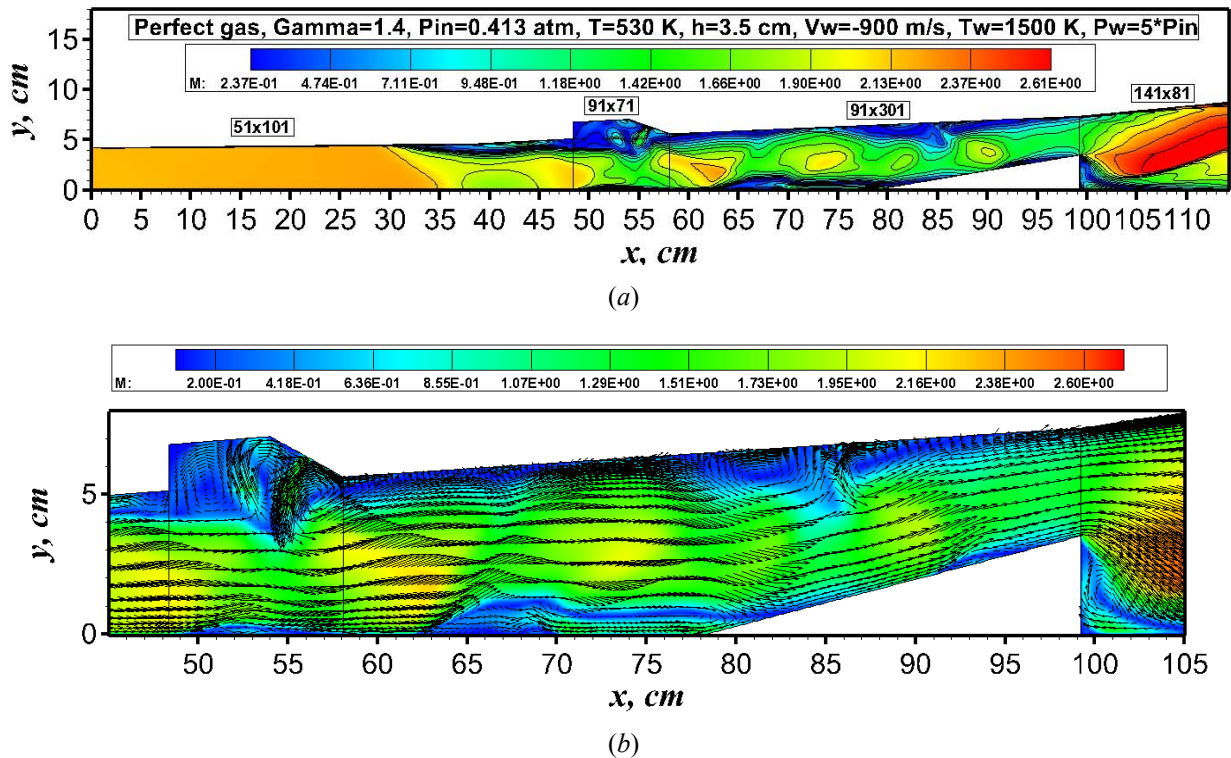 Perfect gas, Gamma=1.4, Pin=0.413 atm, T=530 K, h=3.5 cm, Vw=-900 m/s, Tw=1500 K, Pw=5*Pin
M: 2.37E-01 4.74E-01 7.11E-01 9.48E-01 1.18E+00 1.42E+00 1.66E+00 1.90E+00 2.13E+00 2.37E+00 2.61E+00
15
10
5
0
y, cm
51x101
91x71
91x301
141x81
0 5 10 15 20 25 30 35 40 45 50 55 60 65 70 75 80 85 90 95 100 105 110
x, cm
(a)
M: 2.00E-01 4.18E-01 6.36E-01 8.55E-01 1.07E+00 1.29E+00 1.51E+00 1.73E+00 1.95E+00 2.16E+00 2.38E+00 2.60E+00
5
0
y, cm
50 55 60 65 70 75 80 85 90 95 100 105
x, cm
(b)